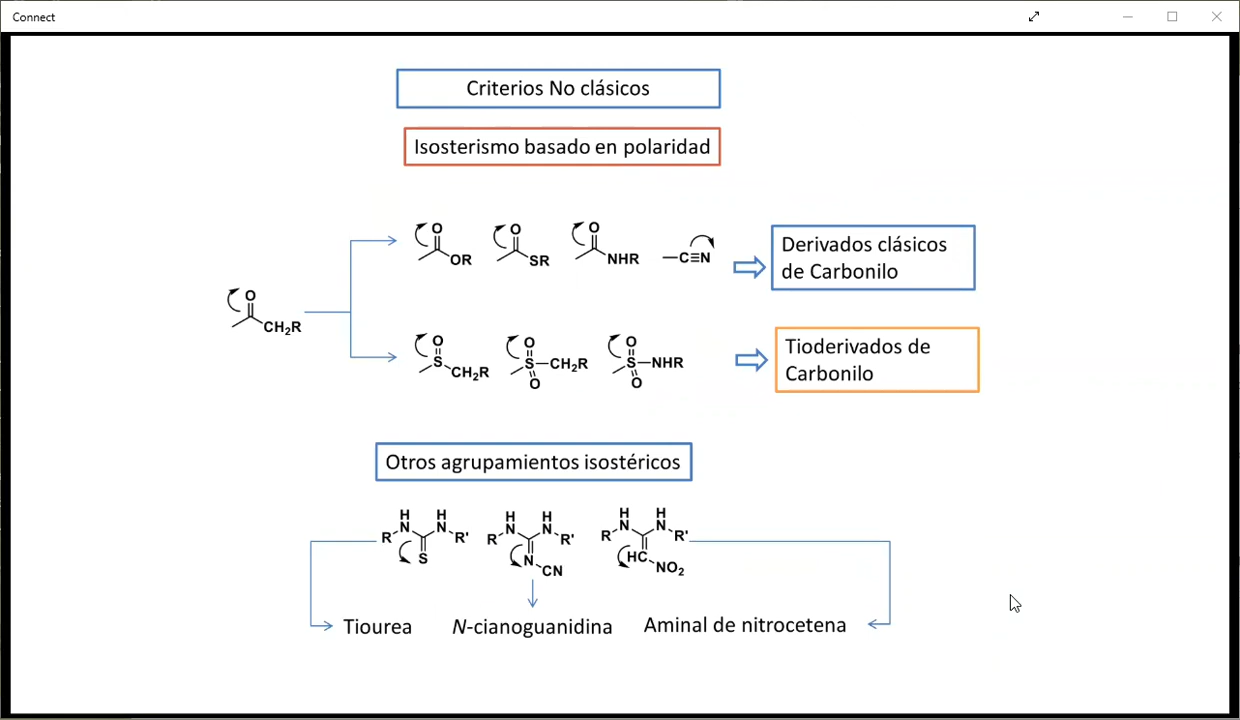 Connect
Criterios No clásicos
Isosterismo basado en polaridad
O
OR
O
SR
O
NHR
C≡N
Derivados clásicos
de Carbonilo
O
CH2R
O
S
CH2R
O
S
CH2R
O
O
S
NHR
O
Tioderivados de
Carbonilo
Otros agrupamientos isostéricos
H H
R N N R'
S
H H
R N N R'
N
CN
H H
R N N R'
HC
NO2
Tiourea
N-cianoguanidina
Aminal de nitrocetena